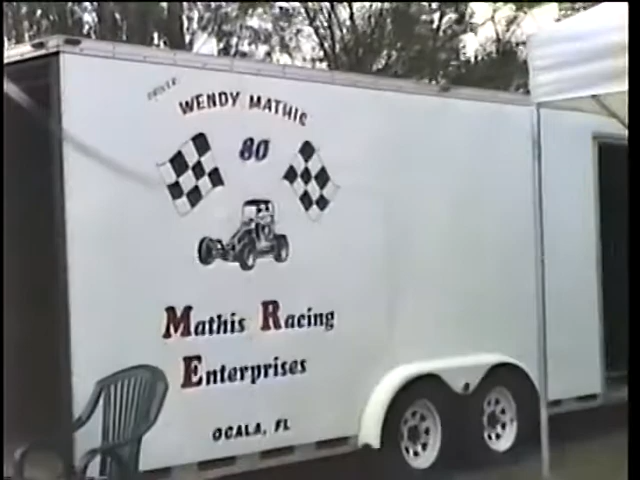 DRIVER
WENDY MATHIS
80
Mathis Racing
Enterprises
OCALA, FL